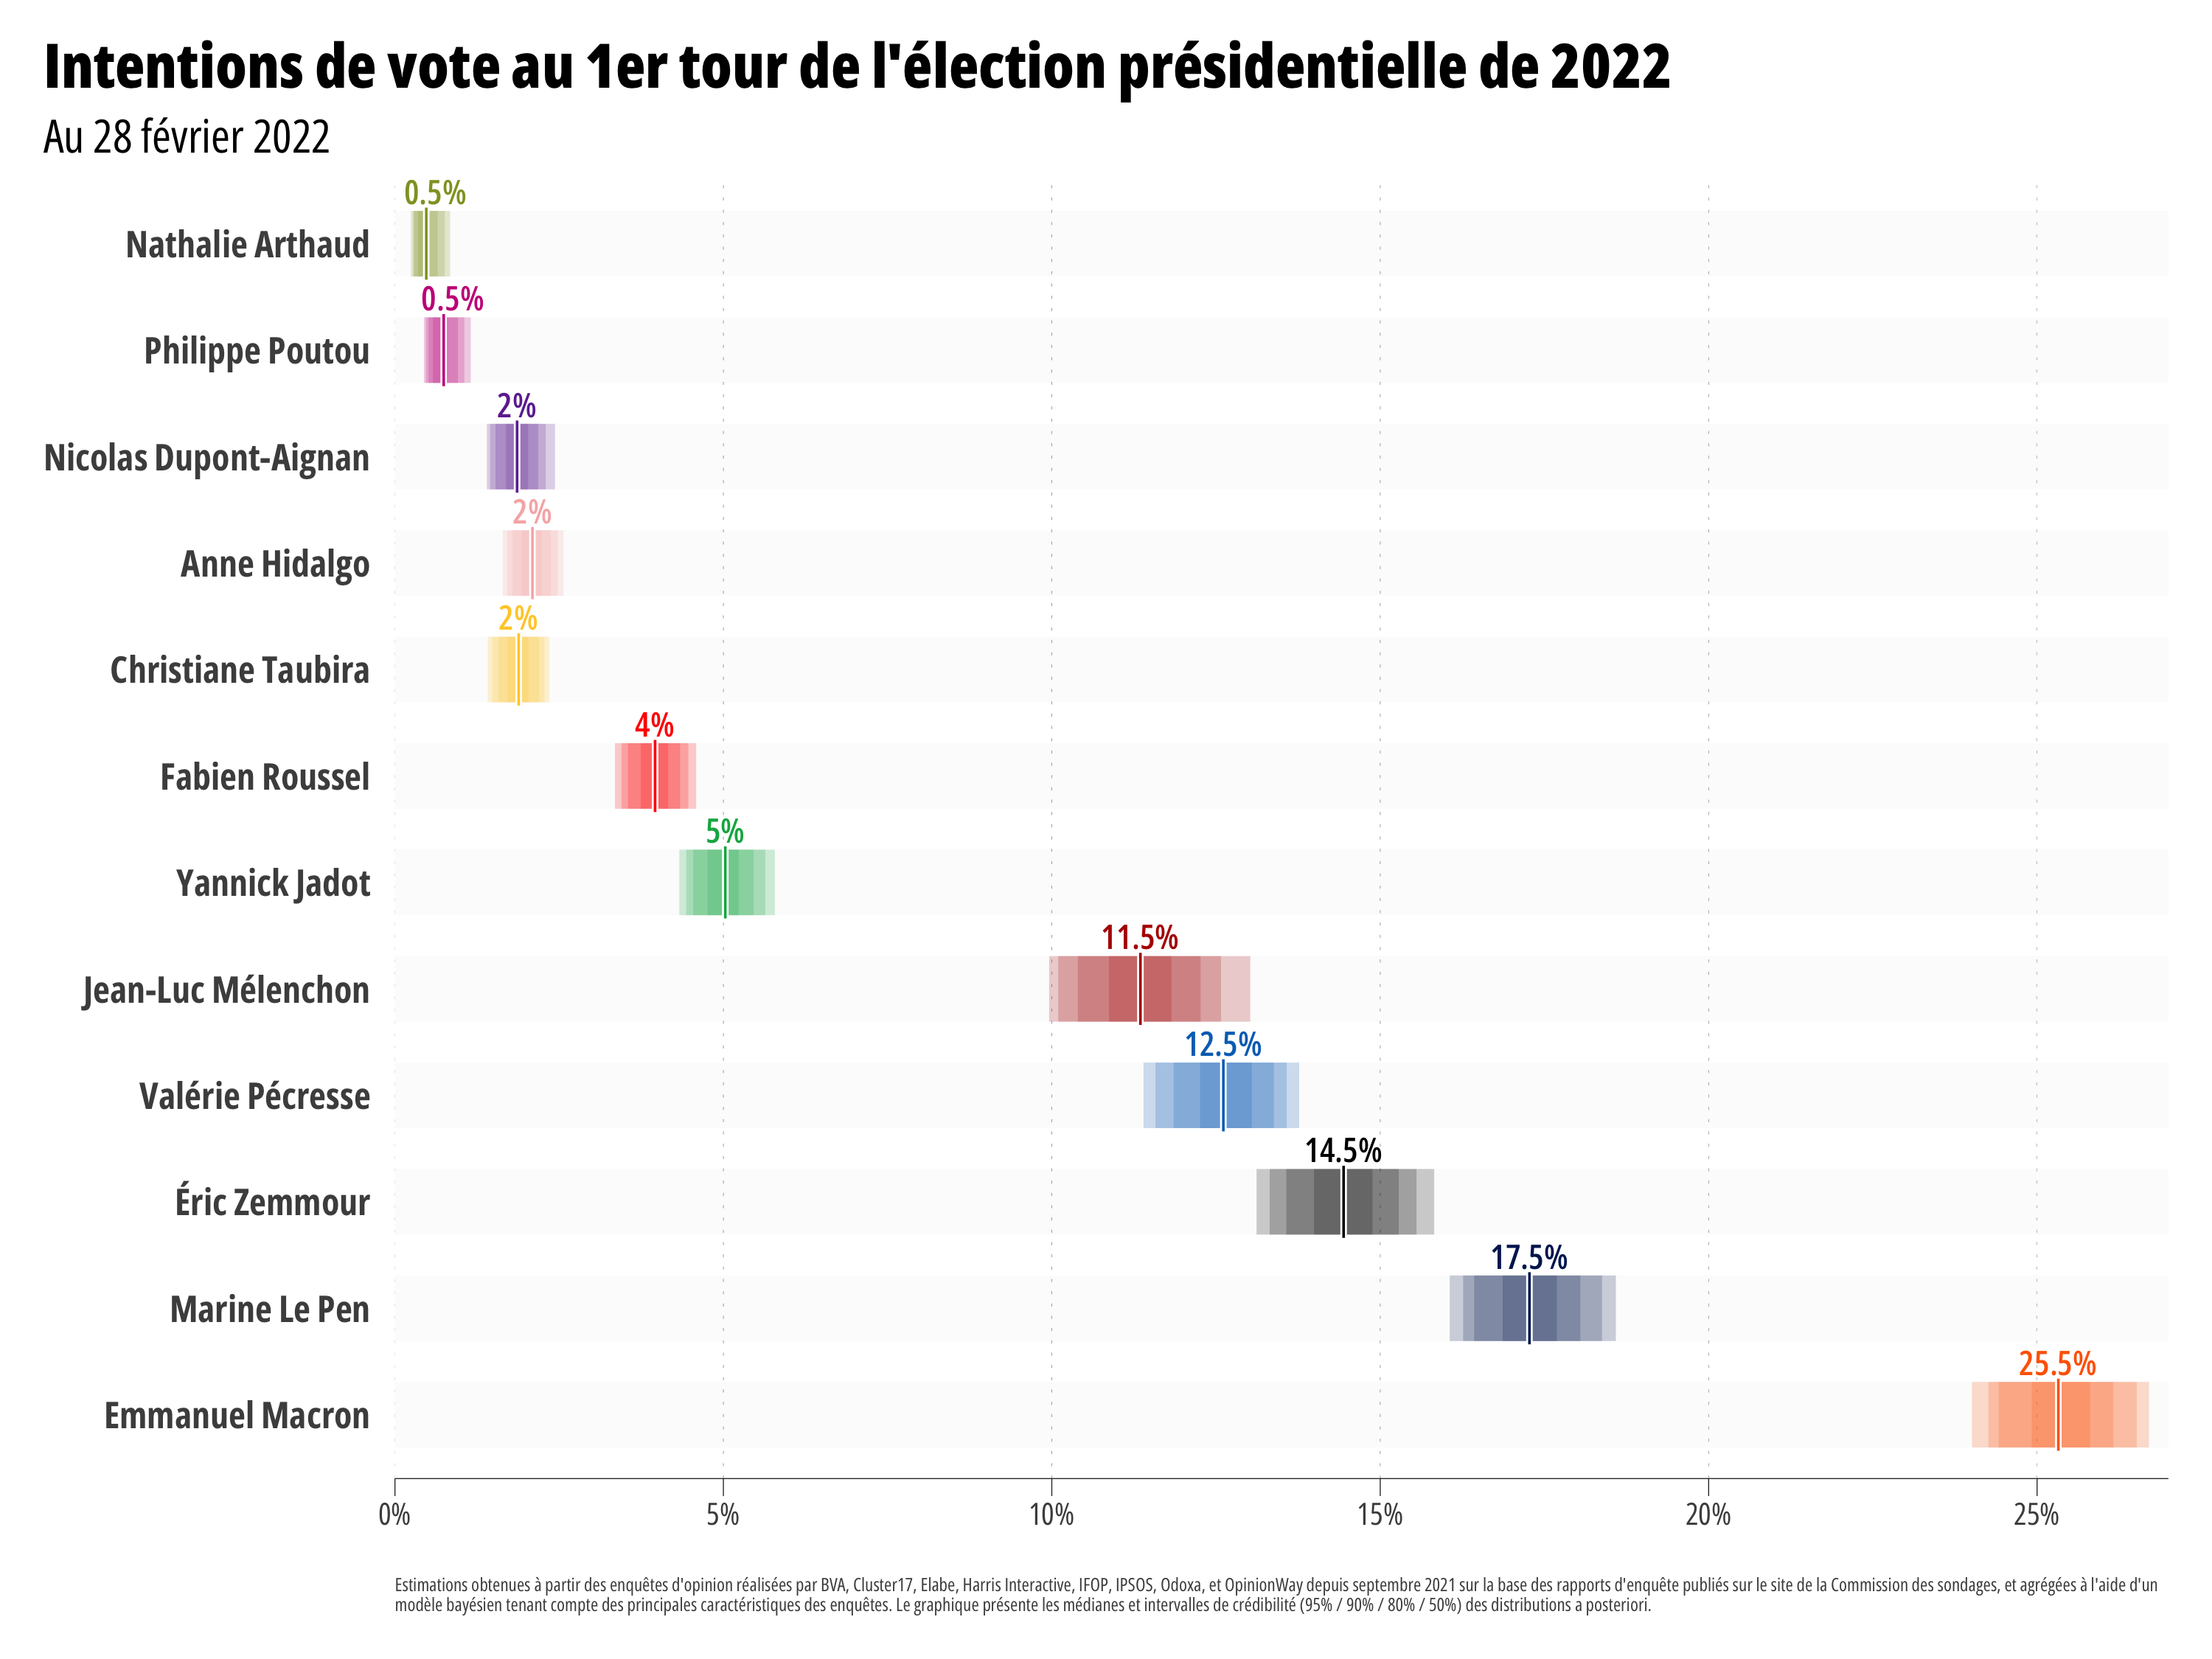 Intentions de vote au 1er tour de l'élection présidentielle de 2022
Au 28 février 2022
0.5%
Nathalie Arthaud
0.5%
Philippe Poutou
2%
Nicolas Dupont-Aignan
2%
Anne Hidalgo
2%
Christiane Taubira
4%
Fabien Roussel
5%
Yannick Jadot
11.5%
Jean-Luc Mélenchon
12.5%
Valérie Pécresse
14.5%
Éric Zemmour
17.5%
Marine Le Pen
25.5%
Emmanuel Macron
0% 5% 10% 15% 20% 25%
Estimations obtenues à partir des enquêtes d'opinion réalisées par BVA, Cluster17, Elabe, Harris Interactive, IFOP, IPSOS, Odoxa, et OpinionWay depuis septembre 2021 sur la base des rapports d'enquête publiés sur le site de la Commission des sondages, et agrégées à l'aide d'un
modèle bayésien tenant compte des principales caractéristiques des enquêtes. Le graphique présente les médianes et intervalles de crédibilité (95% / 90% / 80% / 50%) des distributions a posteriori.